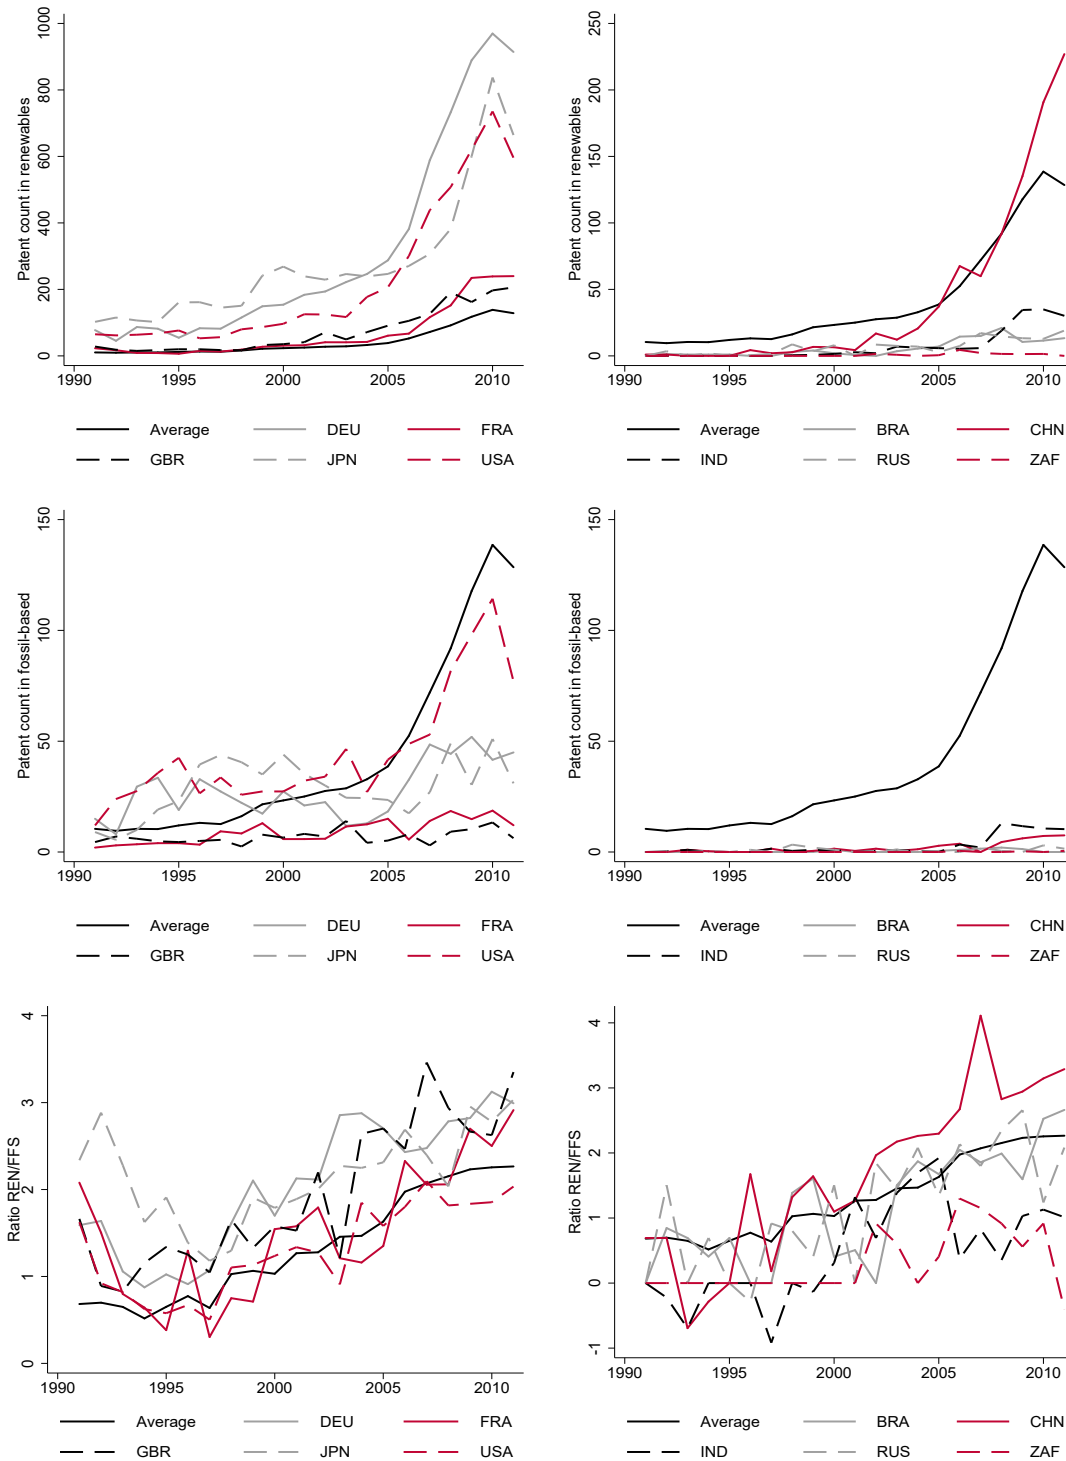 Patent count in renewables
1000
800
600
400
200
0
1990 1995 2000 2005 2010
Average DEU FRA
GBR JPN USA
Patent count in renewables
250
200
150
100
50
0
1990 1995 2000 2005 2010
Average BRA CHN
IND RUS ZAF
Patent count in fossil-based
150
100
50
0
1990 1995 2000 2005 2010
Average DEU FRA
GBR JPN USA
Patent count in fossil-based
150
100
50
0
1990 1995 2000 2005 2010
Average BRA CHN
IND RUS ZAF
Ratio REN/FFS
4
3
2
1
0
1990 1995 2000 2005 2010
Average DEU FRA
GBR JPN USA
Ratio REN/FFS
4
3
2
1
0
-1
1990 1995 2000 2005 2010
Average BRA CHN
IND RUS ZAF